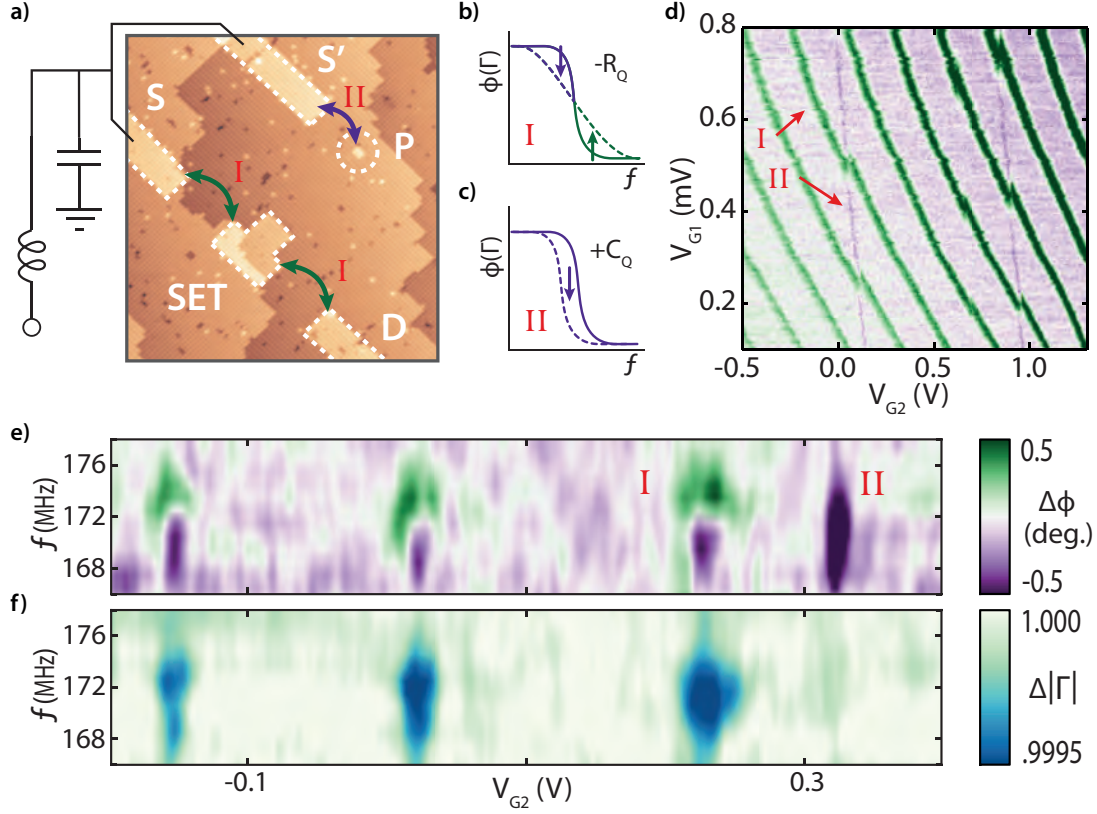 a)
S
S'
II
P
I
I
SET
D
b)
ϕ(Γ)
-R_Q
I
f
c)
ϕ(Γ)
+C_Q
II
f
d)
V_G1 (mV)
0.8
0.6
0.4
0.2
I
II
-0.5
0.0
0.5
1.0
V_G2 (V)
e)
f (MHz)
176
172
168
I
II
0.5
Δϕ
(deg.)
-0.5
f)
f (MHz)
176
172
168
-0.1
V_G2 (V)
0.3
1.000
Δ|Γ|
.9995